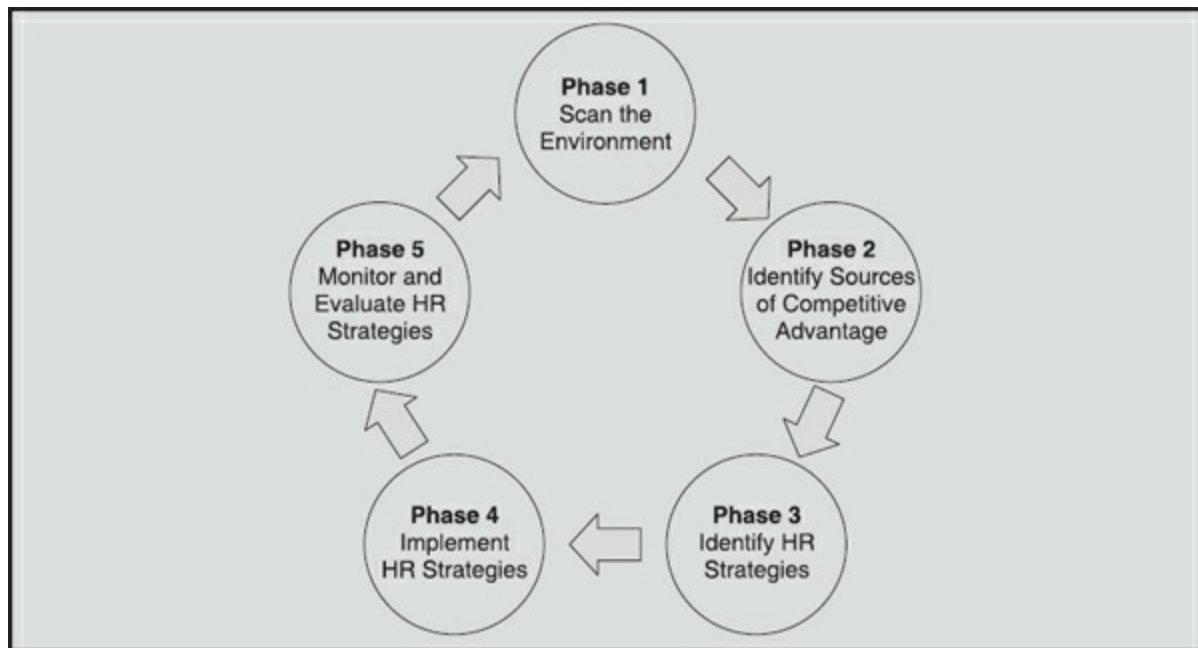 Phase 1
Scan the
Environment
Phase 2
Identify Sources
of Competitive
Advantage
Phase 3
Identify HR
Strategies
Phase 4
Implement
HR Strategies
Phase 5
Monitor and
Evaluate HR
Strategies